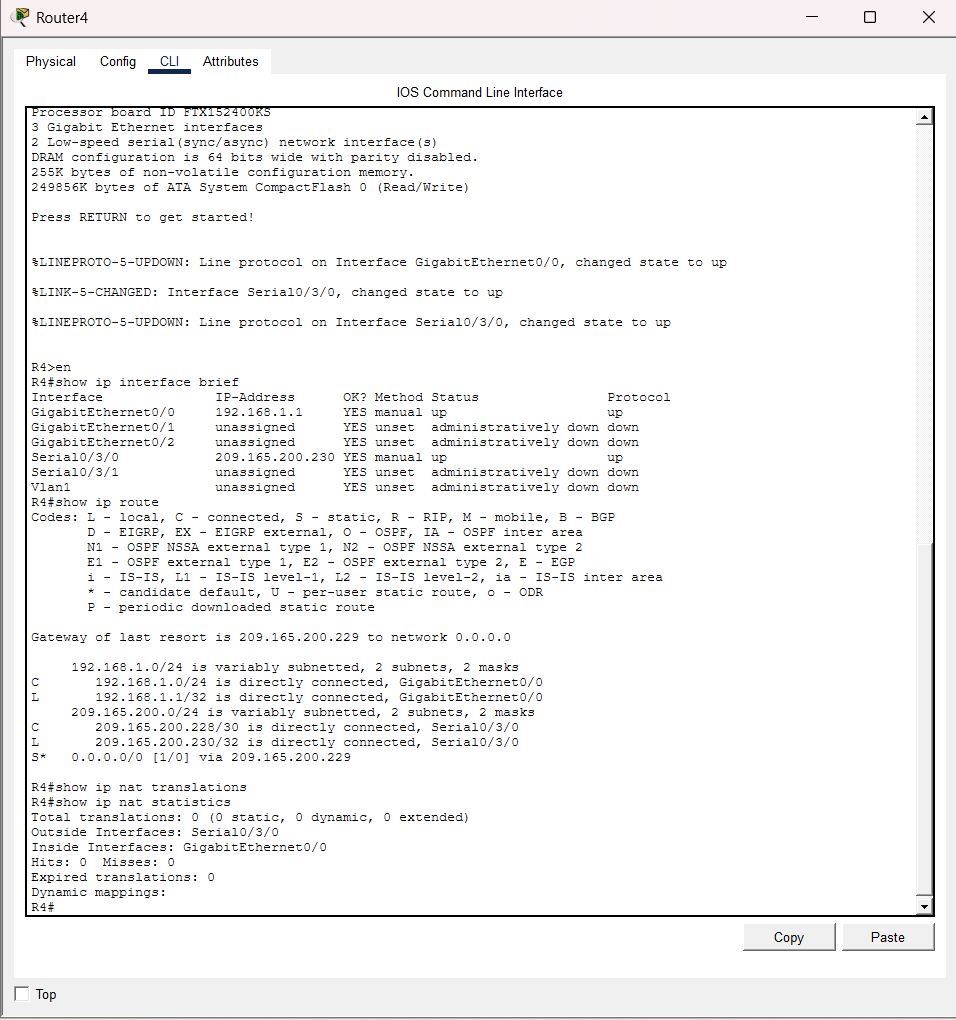 Router4
Physical Config CLI Attributes
IOS Command Line Interface
Processor board ID FTX152400KS
3 Gigabit Ethernet interfaces
2 Low-speed serial(sync/async) network interface(s)
DRAM configuration is 64 bits wide with parity disabled.
255K bytes of non-volatile configuration memory.
249856K bytes of ATA System CompactFlash 0 (Read/Write)
Press RETURN to get started!
%LINEPROTO-5-UPDOWN: Line protocol on Interface GigabitEthernet0/0, changed state to up
%LINK-5-CHANGED: Interface Serial0/3/0, changed state to up
%LINEPROTO-5-UPDOWN: Line protocol on Interface Serial0/3/0, changed state to up
R4>en
R4#show ip interface brief
Interface              IP-Address      OK? Method Status                Protocol
GigabitEthernet0/0     192.168.1.1     YES manual up                    up
GigabitEthernet0/1     unassigned      YES unset  administratively down down
GigabitEthernet0/2     unassigned      YES unset  administratively down down
Serial0/3/0            209.165.200.230 YES manual up                    up
Serial0/3/1            unassigned      YES unset  administratively down down
Vlan1                  unassigned      YES unset  administratively down down
R4#show ip route
Codes: L - local, C - connected, S - static, R - RIP, M - mobile, B - BGP
       D - EIGRP, EX - EIGRP external, O - OSPF, IA - OSPF inter area
       N1 - OSPF NSSA external type 1, N2 - OSPF NSSA external type 2
       E1 - OSPF external type 1, E2 - OSPF external type 2, E - EGP
       i - IS-IS, L1 - IS-IS level-1, L2 - IS-IS level-2, ia - IS-IS inter area
       * - candidate default, U - per-user static route, o - ODR
       P - periodic downloaded static route
Gateway of last resort is 209.165.200.229 to network 0.0.0.0
     192.168.1.0/24 is variably subnetted, 2 subnets, 2 masks
C       192.168.1.0/24 is directly connected, GigabitEthernet0/0
L       192.168.1.1/32 is directly connected, GigabitEthernet0/0
     209.165.200.0/24 is variably subnetted, 2 subnets, 2 masks
C       209.165.200.228/30 is directly connected, Serial0/3/0
L       209.165.200.230/32 is directly connected, Serial0/3/0
S*   0.0.0.0/0 [1/0] via 209.165.200.229
R4#show ip nat translations
R4#show ip nat statistics
Total translations: 0 (0 static, 0 dynamic, 0 extended)
Outside Interfaces: Serial0/3/0
Inside Interfaces: GigabitEthernet0/0
Hits: 0  Misses: 0
Expired translations: 0
Dynamic mappings:
R4#
Copy Paste
Top